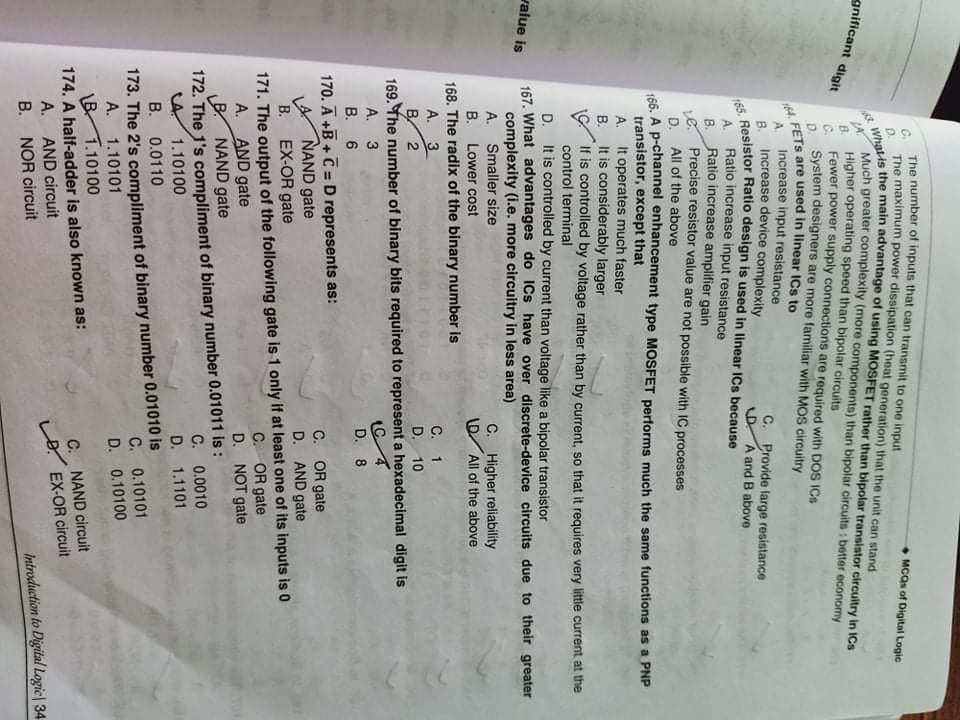 gnificant digit
value is
◆ MCQs of Digital Logic
C. The number of inputs that can transmit to one input
D. The maximum power dissipation (heat generation) that the unit can stand
163. What is the main advantage of using MOSFET rather than bipolar transistor circuitry in ICs
A. Much greater complexity (more components) than bipolar circuits : better economy
B. Higher operating speed than bipolar circuits
C. Fewer power supply connections are required with DOS ICs
D. System designers are more familiar with MOS circuitry
164. FETs are used in linear ICs to
A. Increase input resistance
C. Provide large resistance
B. Increase device complexity
D. A and B above
165. Resistor Ratio design is used in linear ICs because
A. Ratio increase input resistance
B. Ratio increase amplifier gain
C. Precise resistor value are not possible with IC processes
D. All of the above
166. A p-channel enhancement type MOSFET performs much the same functions as a PNP
transistor, except that
A. It operates much faster
B. It is considerably larger
C. If is controlled by voltage rather than by current, so that it requires very little current at the
control terminal
D. It is controlled by current than voltage like a bipolar transistor
167. What advantages do ICs have over discrete-device circuits due to their greater
complexity (i.e. more circuitry in less area)
A. Smaller size
C. Higher reliability
B. Lower cost
D. All of the above
168. The radix of the binary number is
A. 3
C. 1
B. 2
D. 10
169. The number of binary bits required to represent a hexadecimal digit is
A. 3
C. 4
B. 6
D. 8
170. A̅ +B̅ + C̅ = D represents as:
A. NAND gate
C. OR gate
B. EX-OR gate
D. AND gate
171. The output of the following gate is 1 only if at least one of its inputs is 0
A. AND gate
C. OR gate
B. NAND gate
D. NOT gate
172. The 1's compliment of binary number 0.01011 is :
A. 1.10100
C. 0.0010
B. 0.0110
D. 1.1101
173. The 2's compliment of binary number 0.01010 is
A. 1.10101
C. 0.10101
B. 1.10100
D. 0.10100
174. A half-adder is also known as:
A. AND circuit
C. NAND circuit
B. NOR circuit
D. EX-OR circuit
Introduction to Digital Logic| 34